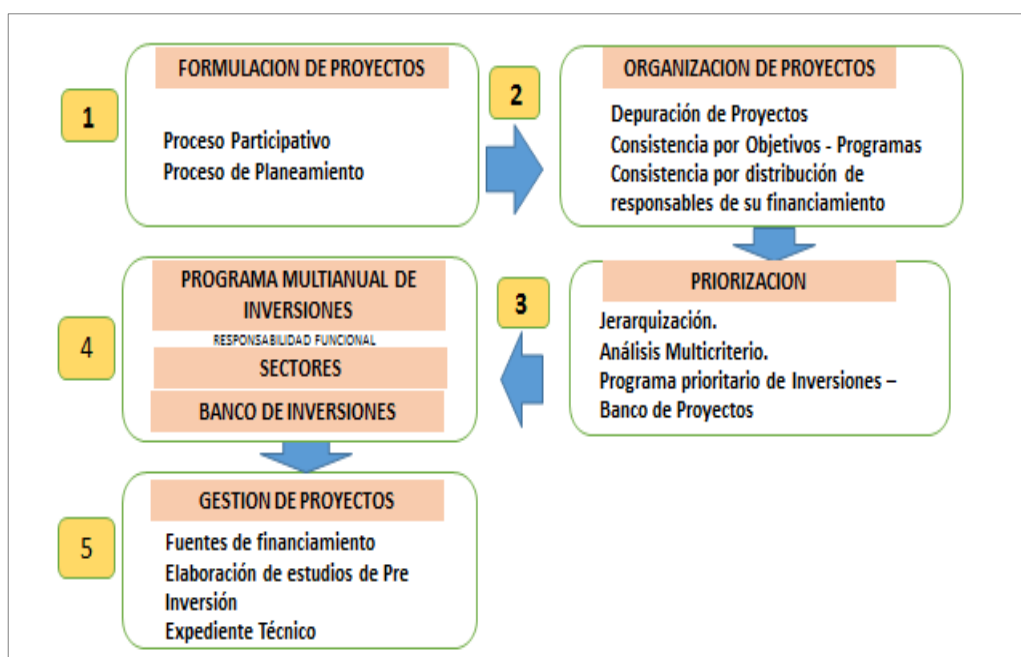 1
FORMULACION DE PROYECTOS
Proceso Participativo
Proceso de Planeamiento
2
ORGANIZACION DE PROYECTOS
Depuración de Proyectos
Consistencia por Objetivos - Programas
Consistencia por distribución de
responsables de su financiamiento
3
PRIORIZACION
Jerarquización.
Análisis Multicriterio.
Programa prioritario de Inversiones –
Banco de Proyectos
4
PROGRAMA MULTIANUAL DE
INVERSIONES
RESPONSABILIDAD FUNCIONAL
SECTORES
BANCO DE INVERSIONES
5
GESTION DE PROYECTOS
Fuentes de financiamiento
Elaboración de estudios de Pre
Inversión
Expediente Técnico